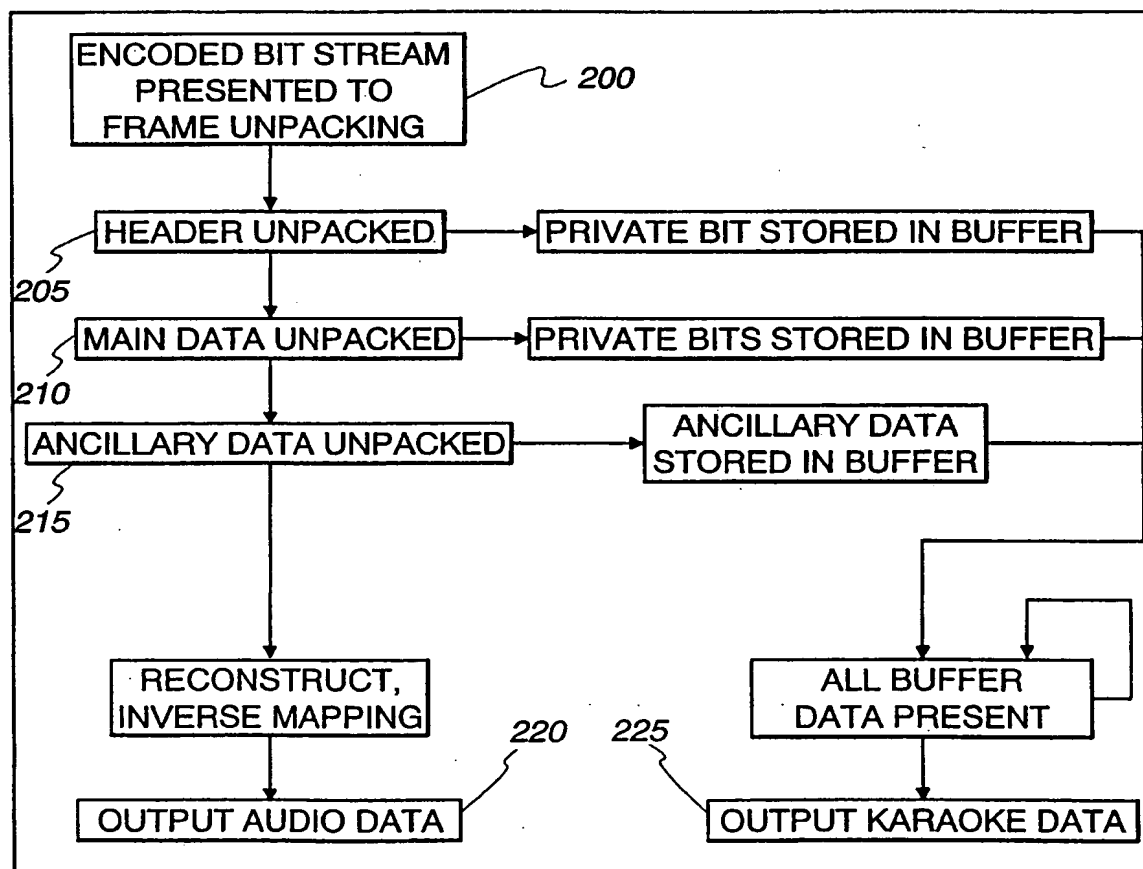 ENCODED BIT STREAM
PRESENTED TO
FRAME UNPACKING
200
HEADER UNPACKED
PRIVATE BIT STORED IN BUFFER
205
MAIN DATA UNPACKED
PRIVATE BITS STORED IN BUFFER
210
ANCILLARY DATA UNPACKED
ANCILLARY DATA
STORED IN BUFFER
215
RECONSTRUCT,
INVERSE MAPPING
ALL BUFFER
DATA PRESENT
220
225
OUTPUT AUDIO DATA
OUTPUT KARAOKE DATA